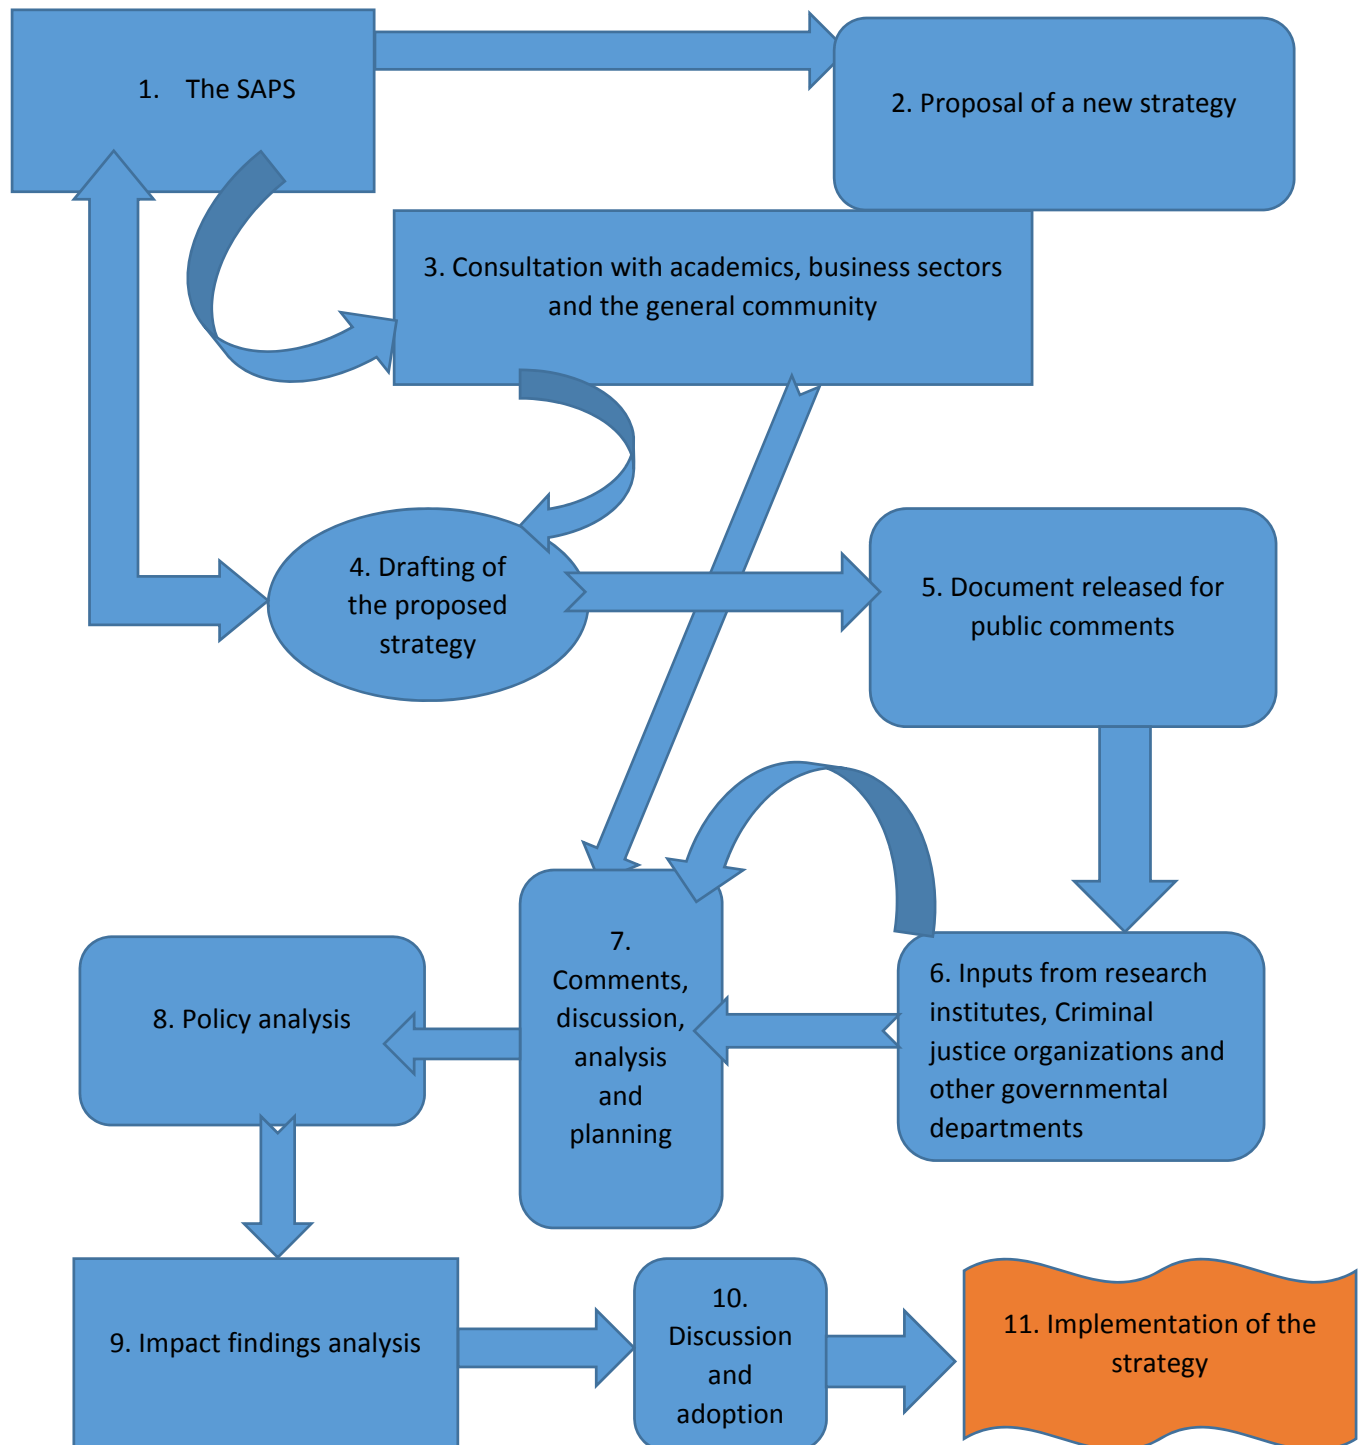 1. The SAPS
2. Proposal of a new strategy
3. Consultation with academics, business sectors
and the general community
4. Drafting of
the proposed
strategy
5. Document released for
public comments
6. Inputs from research
institutes, Criminal
justice organizations and
other governmental
departments
7.
Comments,
discussion,
analysis
and
planning
8. Policy analysis
9. Impact findings analysis
10.
Discussion
and
adoption
11. Implementation of the
strategy